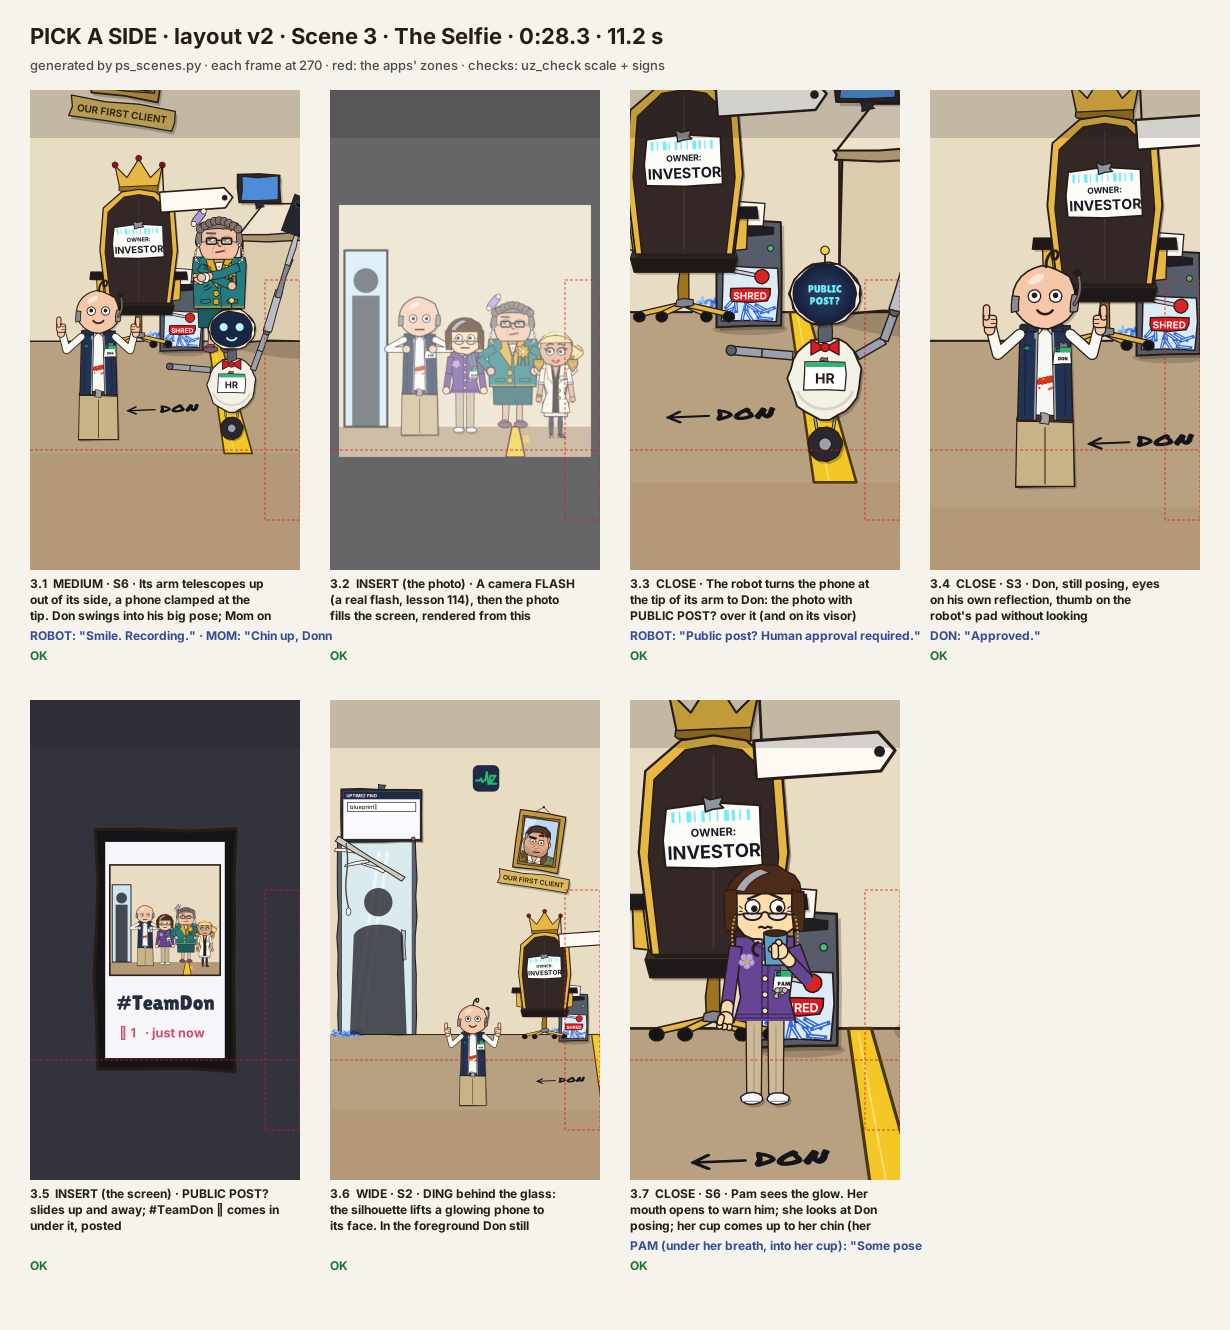 PICK A SIDE · layout v2 · Scene 3 · The Selfie · 0:28.3 · 11.2 s
generated by ps_scenes.py · each frame at 270 · red: the apps' zones · checks: uz_check scale + signs
OUR FIRST CLIENT
OWNER:
INVESTOR
SHRED
DON
HR
← DON
OWNER:
INVESTOR
SHRED
PUBLIC
POST?
HR
← DON
OWNER:
INVESTOR
SHRED
DON
← DON
3.1 MEDIUM · S6 · Its arm telescopes up
out of its side, a phone clamped at the
tip. Don swings into his big pose; Mom on
ROBOT: "Smile. Recording." · MOM: "Chin up, Donn
OK
3.2 INSERT (the photo) · A camera FLASH
(a real flash, lesson 114), then the photo
fills the screen, rendered from this
OK
3.3 CLOSE · The robot turns the phone at
the tip of its arm to Don: the photo with
PUBLIC POST? over it (and on its visor)
ROBOT: "Public post? Human approval required."
OK
3.4 CLOSE · S3 · Don, still posing, eyes
on his own reflection, thumb on the
robot's pad without looking
DON: "Approved."
OK
#TeamDon
1 · just now
UPTIMEZ FIND
blueprint
OUR FIRST CLIENT
OWNER:
INVESTOR
SHRED
← DON
OWNER:
INVESTOR
PAM
RED
← DON
3.5 INSERT (the screen) · PUBLIC POST?
slides up and away; #TeamDon comes in
under it, posted
OK
3.6 WIDE · S2 · DING behind the glass:
the silhouette lifts a glowing phone to
its face. In the foreground Don still
OK
3.7 CLOSE · S6 · Pam sees the glow. Her
mouth opens to warn him; she looks at Don
posing; her cup comes up to her chin (her
PAM (under her breath, into her cup): "Some pose
OK